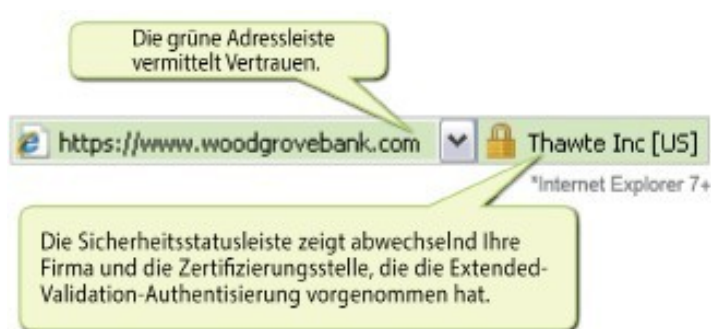 Die grüne Adressleiste
vermittelt Vertrauen.
https://www.woodgrovebank.com
Thawte Inc [US]
*Internet Explorer 7+
Die Sicherheitsstatusleiste zeigt abwechselnd Ihre
Firma und die Zertifizierungsstelle, die die Extended-
Validation-Authentisierung vorgenommen hat.